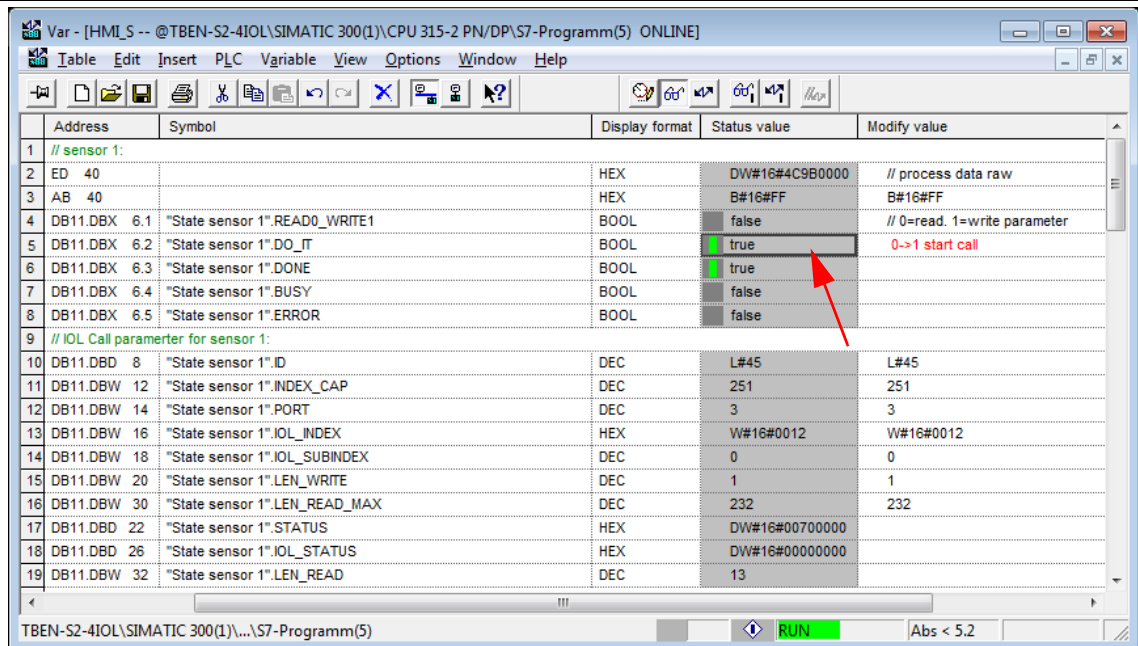 Var - [HMI_S -- @TBEN-S2-4IOL\SIMATIC 300(1)\CPU 315-2 PN/DP\S7-Programm(5)  ONLINE]
Table Edit Insert PLC Variable View Options Window Help
Address Symbol Display format Status value Modify value
1 // sensor 1:
2 ED 40 HEX DW#16#4C9B0000 // process data raw
3 AB 40 HEX B#16#FF B#16#FF
4 DB11.DBX 6.1 "State sensor 1".READ0_WRITE1 BOOL false // 0=read. 1=write parameter
5 DB11.DBX 6.2 "State sensor 1".DO_IT BOOL true 0->1 start call
6 DB11.DBX 6.3 "State sensor 1".DONE BOOL true
7 DB11.DBX 6.4 "State sensor 1".BUSY BOOL false
8 DB11.DBX 6.5 "State sensor 1".ERROR BOOL false
9 // IOL Call paramerter for sensor 1:
10 DB11.DBD 8 "State sensor 1".ID DEC L#45 L#45
11 DB11.DBW 12 "State sensor 1".INDEX_CAP DEC 251 251
12 DB11.DBW 14 "State sensor 1".PORT DEC 3 3
13 DB11.DBW 16 "State sensor 1".IOL_INDEX HEX W#16#0012 W#16#0012
14 DB11.DBW 18 "State sensor 1".IOL_SUBINDEX DEC 0 0
15 DB11.DBW 20 "State sensor 1".LEN_WRITE DEC 1 1
16 DB11.DBW 30 "State sensor 1".LEN_READ_MAX DEC 232 232
17 DB11.DBD 22 "State sensor 1".STATUS HEX DW#16#00700000
18 DB11.DBD 26 "State sensor 1".IOL_STATUS HEX DW#16#00000000
19 DB11.DBW 32 "State sensor 1".LEN_READ DEC 13
TBEN-S2-4IOL\SIMATIC 300(1)\...\S7-Programm(5) RUN Abs < 5.2